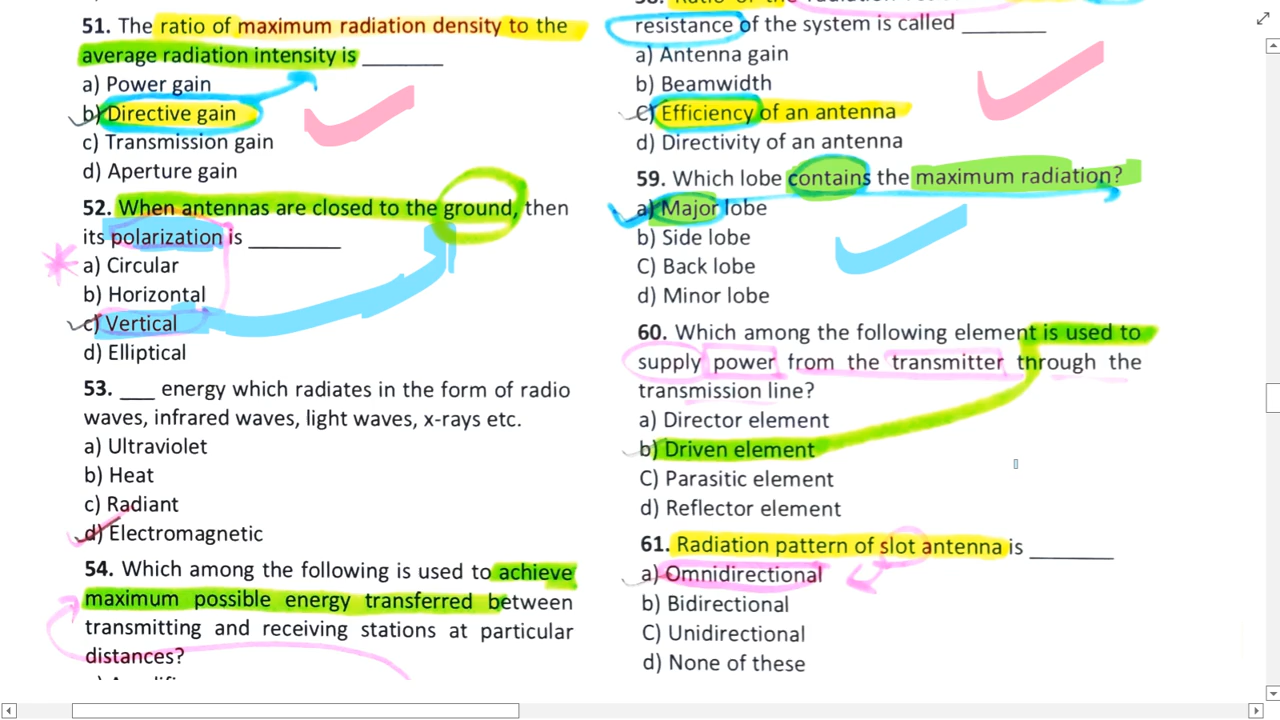 51. The ratio of maximum radiation density to the
average radiation intensity is ________
a) Power gain
b) Directive gain
c) Transmission gain
d) Aperture gain
52. When antennas are closed to the ground, then
its polarization is _________
a) Circular
b) Horizontal
c) Vertical
d) Elliptical
53. ___ energy which radiates in the form of radio
waves, infrared waves, light waves, x-rays etc.
a) Ultraviolet
b) Heat
c) Radiant
d) Electromagnetic
54. Which among the following is used to achieve
maximum possible energy transferred between
transmitting and receiving stations at particular
distances?
resistance of the system is called ________
a) Antenna gain
b) Beamwidth
c) Efficiency of an antenna
d) Directivity of an antenna
59. Which lobe contains the maximum radiation?
a) Major lobe
b) Side lobe
C) Back lobe
d) Minor lobe
60. Which among the following element is used to
supply power from the transmitter through the
transmission line?
a) Director element
b) Driven element
C) Parasitic element
d) Reflector element
61. Radiation pattern of slot antenna is ________
a) Omnidirectional
b) Bidirectional
C) Unidirectional
d) None of these